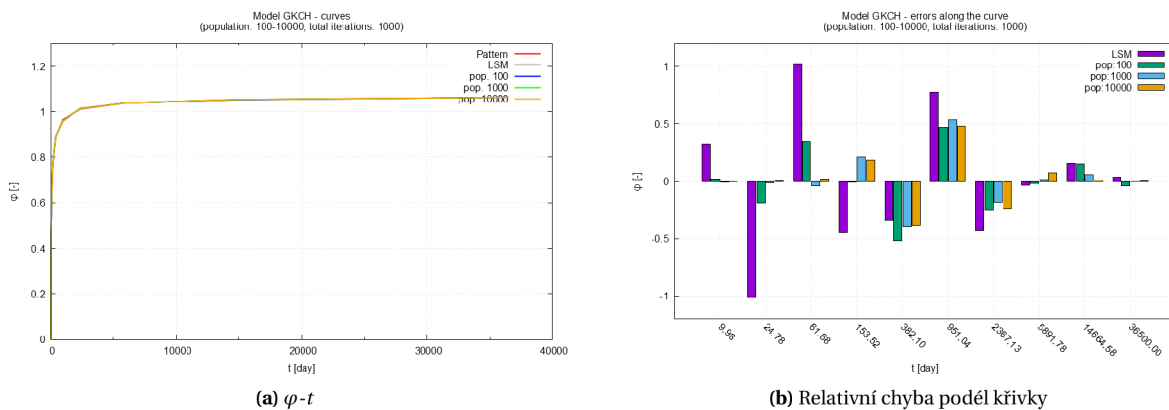 Model GKCH - curves
(population: 100-10000, total iterations: 1000)
1.2
1
0.8
0.6
0.4
0.2
0
φ [-]
Pattern
LSM
pop. 100
pop. 1000
pop. 10000
0
10000
20000
30000
40000
t [day]
(a) φ-t
Model GKCH - errors along the curve
(population: 100-10000, total iterations: 1000)
1
0.5
0
-0.5
-1
φ [-]
LSM
pop:100
pop:1000
pop:10000
9.96
24.78
61.68
153.52
382.10
951.04
2367.13
5891.78
14664.58
36500.00
t [day]
(b) Relativní chyba podél křivky